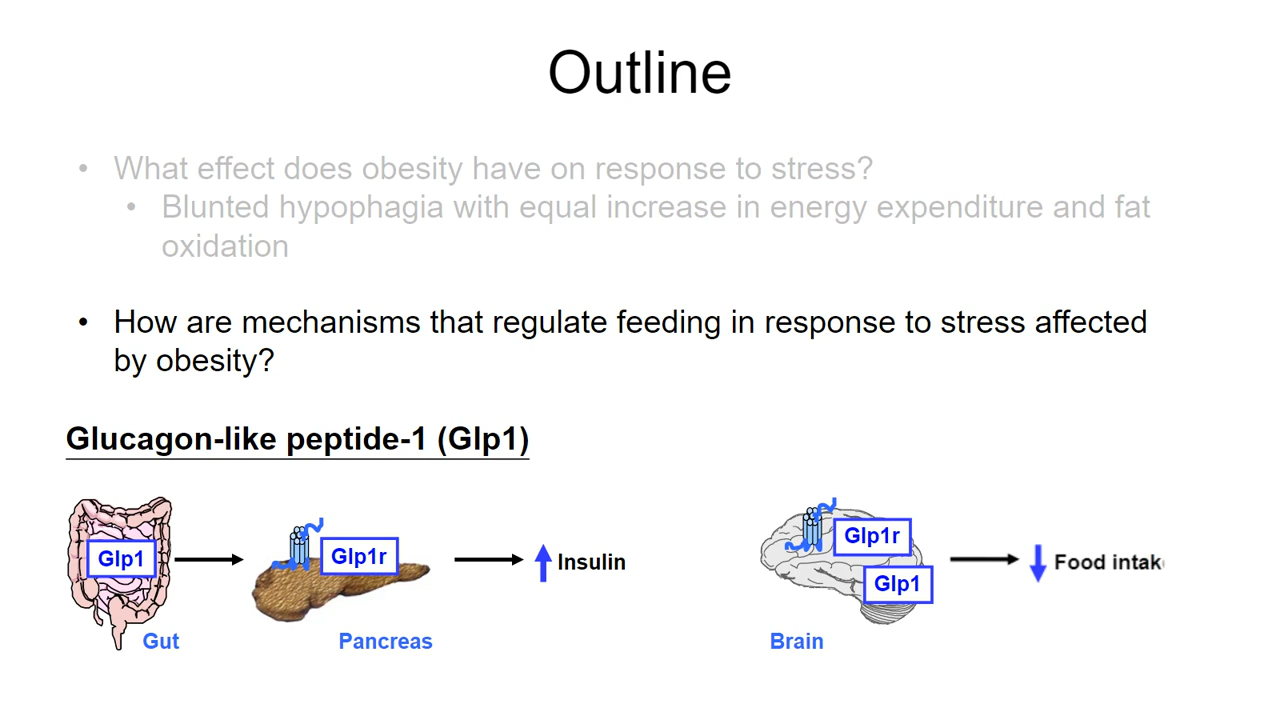 Outline
• What effect does obesity have on response to stress?
• Blunted hypophagia with equal increase in energy expenditure and fat
oxidation
• How are mechanisms that regulate feeding in response to stress affected
by obesity?
Glucagon-like peptide-1 (Glp1)
Glp1
Gut
Glp1r
Pancreas
Insulin
Glp1r
Glp1
Brain
Food intak